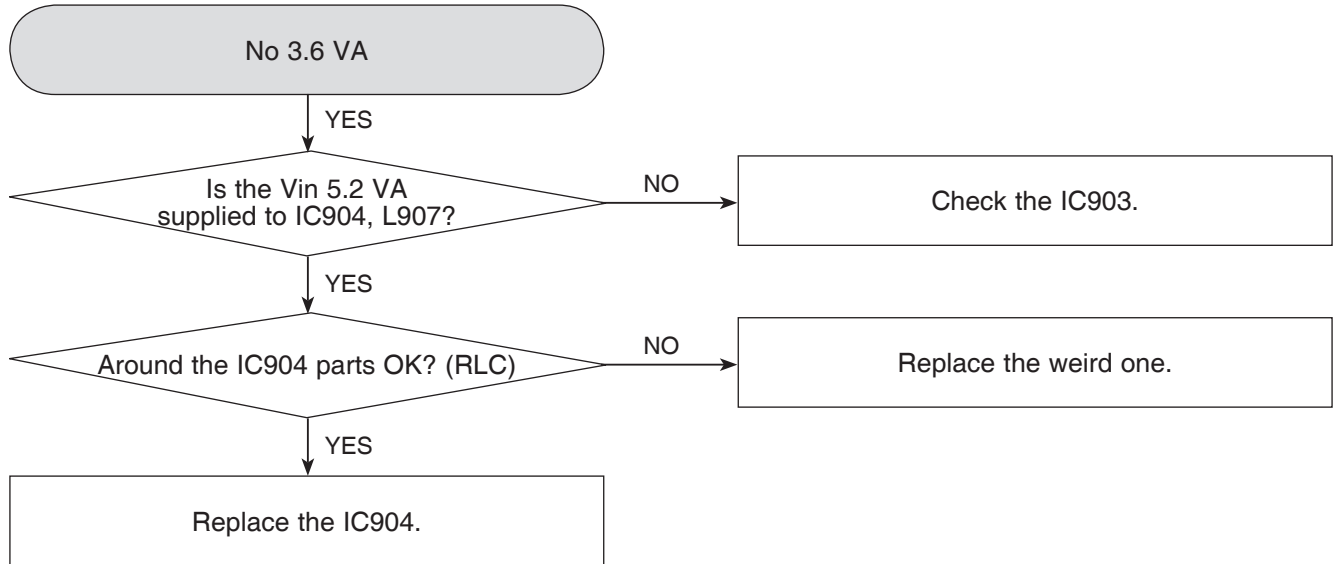 No 3.6 VA
YES
Is the Vin 5.2 VA
supplied to IC904, L907?
NO
Check the IC903.
YES
Around the IC904 parts OK? (RLC)
NO
Replace the weird one.
YES
Replace the IC904.